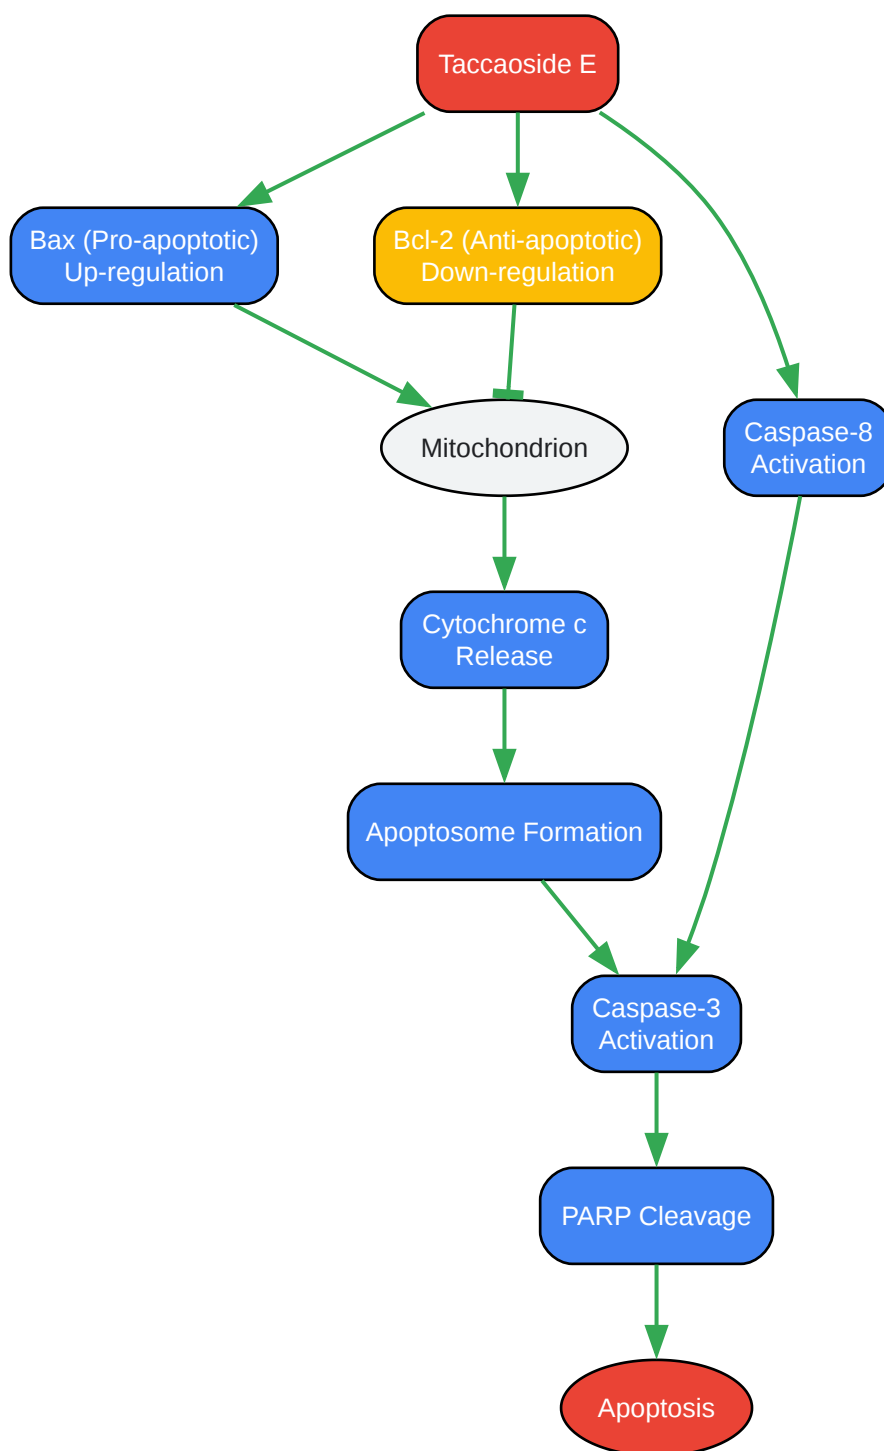 Taccaoside E
Bax (Pro-apoptotic)
Up-regulation
Bcl-2 (Anti-apoptotic)
Down-regulation
Mitochondrion
Caspase-8
Activation
Cytochrome c
Release
Apoptosome Formation
Caspase-3
Activation
PARP Cleavage
Apoptosis